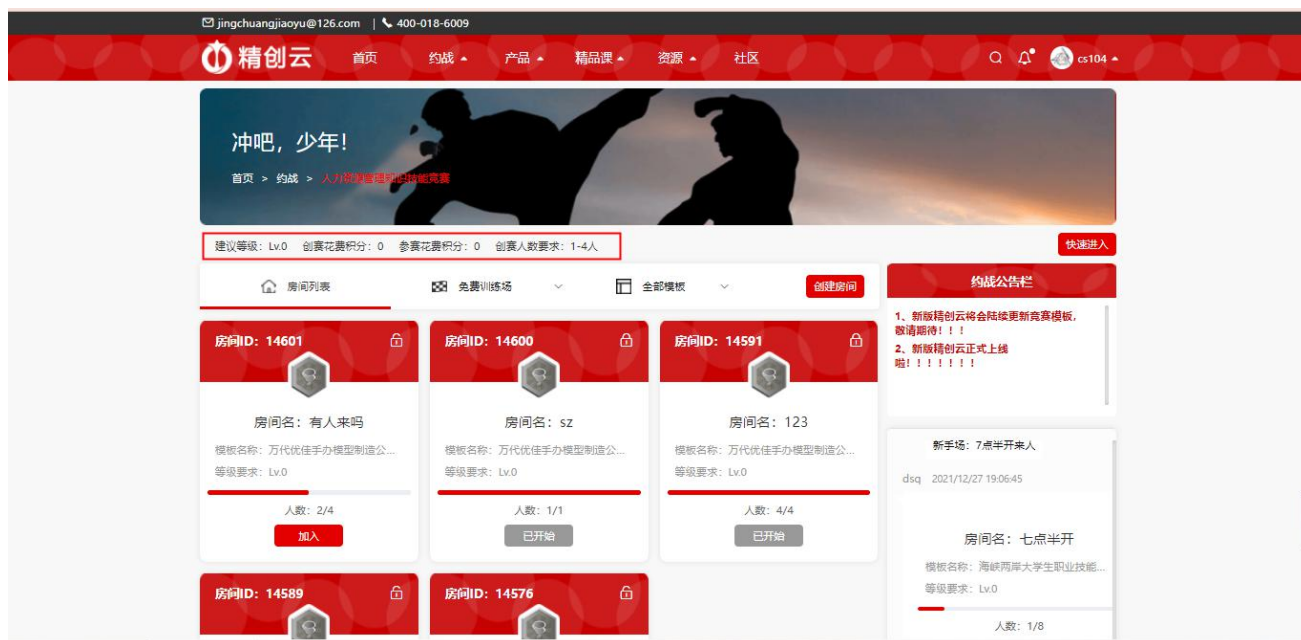 jingchuangjiaoyu@126.com | 400-018-6009
精创云 首页 约战 产品 精品课 资源 社区 cs104
冲吧，少年！
首页 > 约战 > 人力资源管理知识技能竞赛
建议等级：Lv.0 创赛花费积分：0 参赛花费积分：0 创赛人数要求：1-4人
快速进入
房间列表 免费训练场 全部模板 创建房间
约战公告栏
1、新版精创云将会陆续更新竞赛模板，
敬请期待！！！
2、新版精创云正式上线
啦！！！！！！！
房间ID：14601
房间名：有人来吗
模板名称：万代优佳手办模型制造公...
等级要求：Lv.0
人数：2/4
加入
房间ID：14600
房间名：sz
模板名称：万代优佳手办模型制造公...
等级要求：Lv.0
人数：1/1
已开始
房间ID：14591
房间名：123
模板名称：万代优佳手办模型制造公...
等级要求：Lv.0
人数：4/4
已开始
新手场：7点半开来人
dsq 2021/12/27 19:06:45
房间名：七点半开
模板名称：海峡两岸大学生职业技能...
等级要求：Lv.0
人数：1/8
房间ID：14589
房间ID：14576